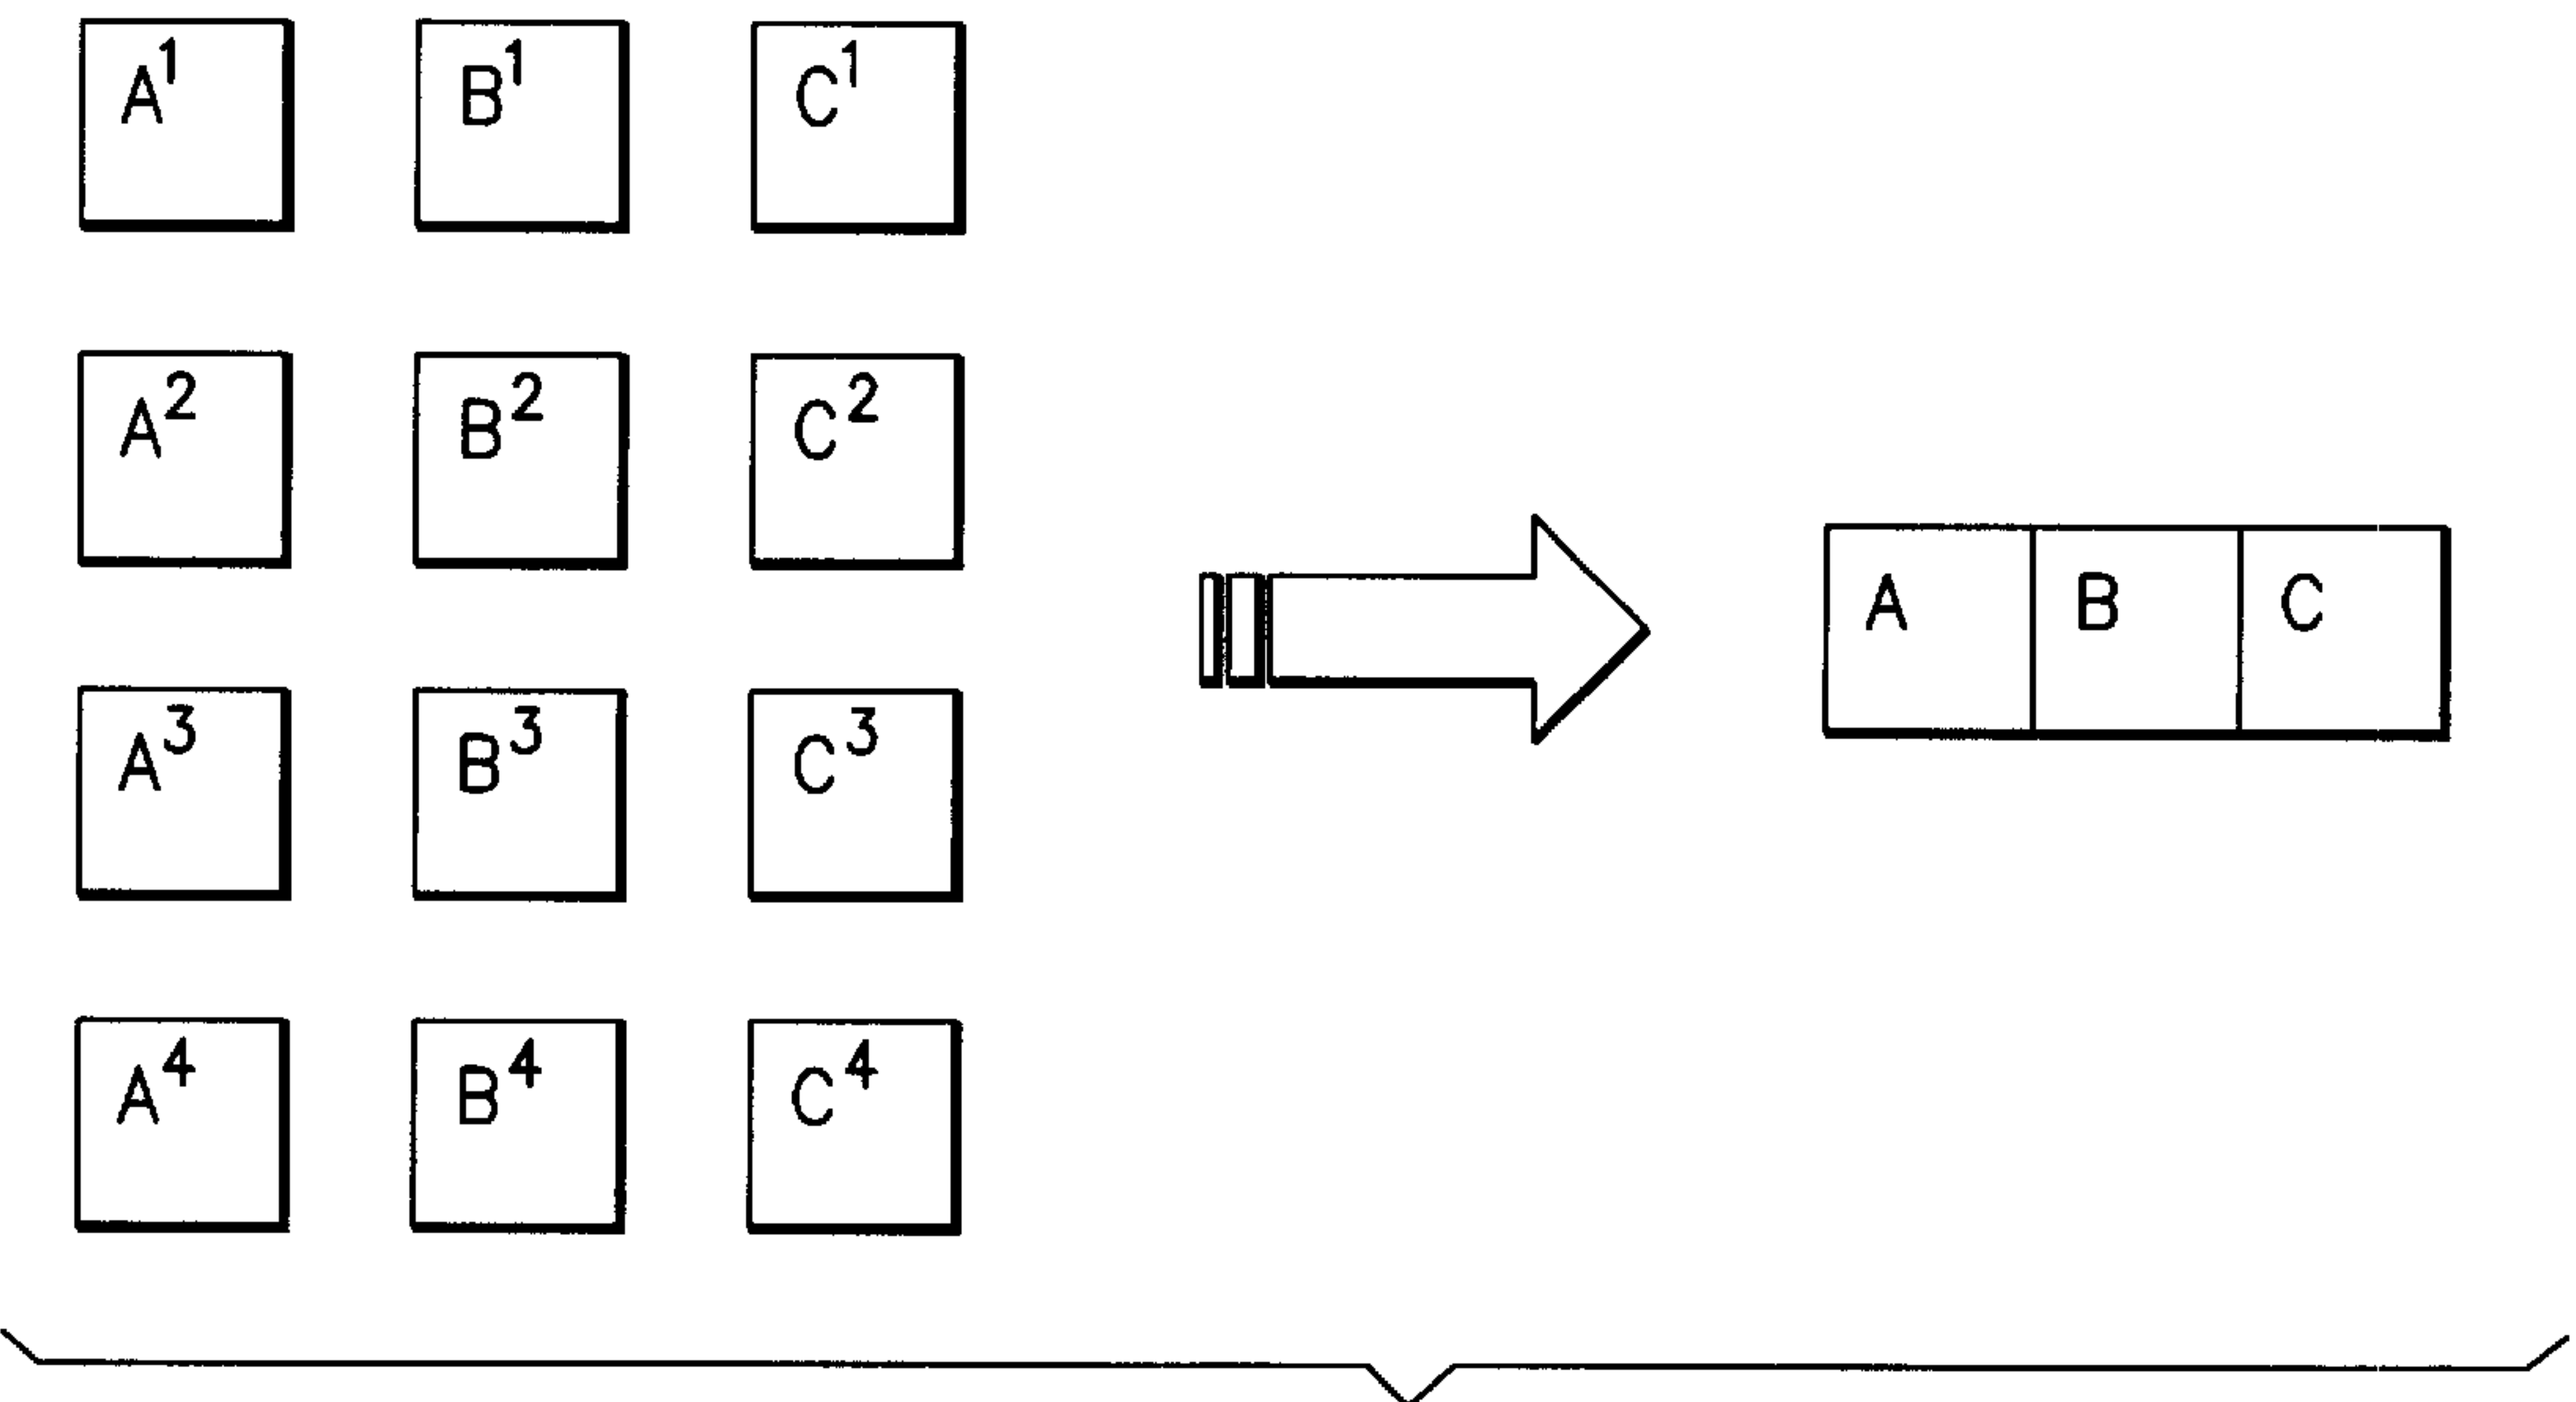 A¹ B¹ C¹
A² B² C²
A B C
A³ B³ C³
A⁴ B⁴ C⁴